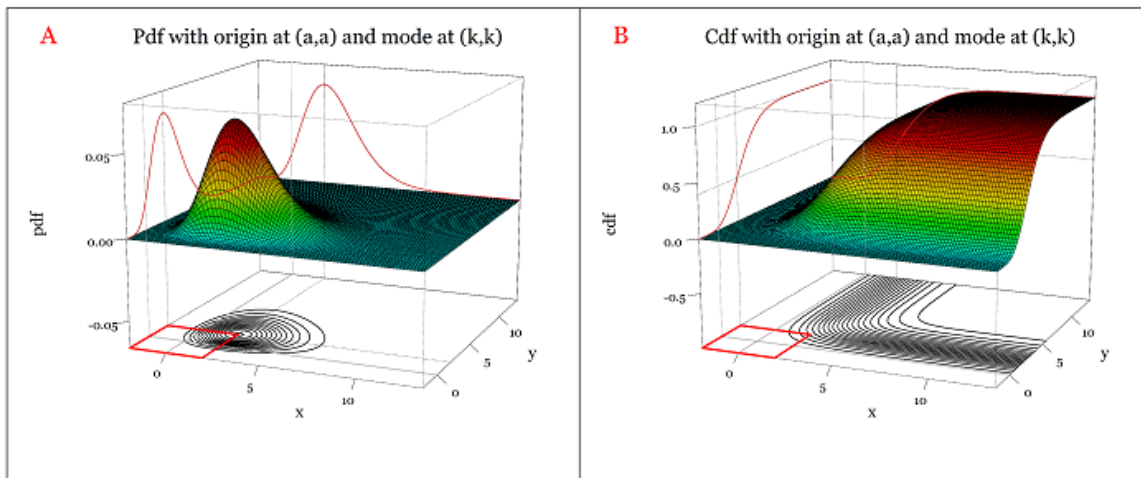 A Pdf with origin at (a,a) and mode at (k,k)
0.05
pdf
0.00
-0.05
0
5
10
x
0
5
10
y
B Cdf with origin at (a,a) and mode at (k,k)
1.0
0.5
cdf
0.0
-0.5
0
5
10
x
0
5
10
y